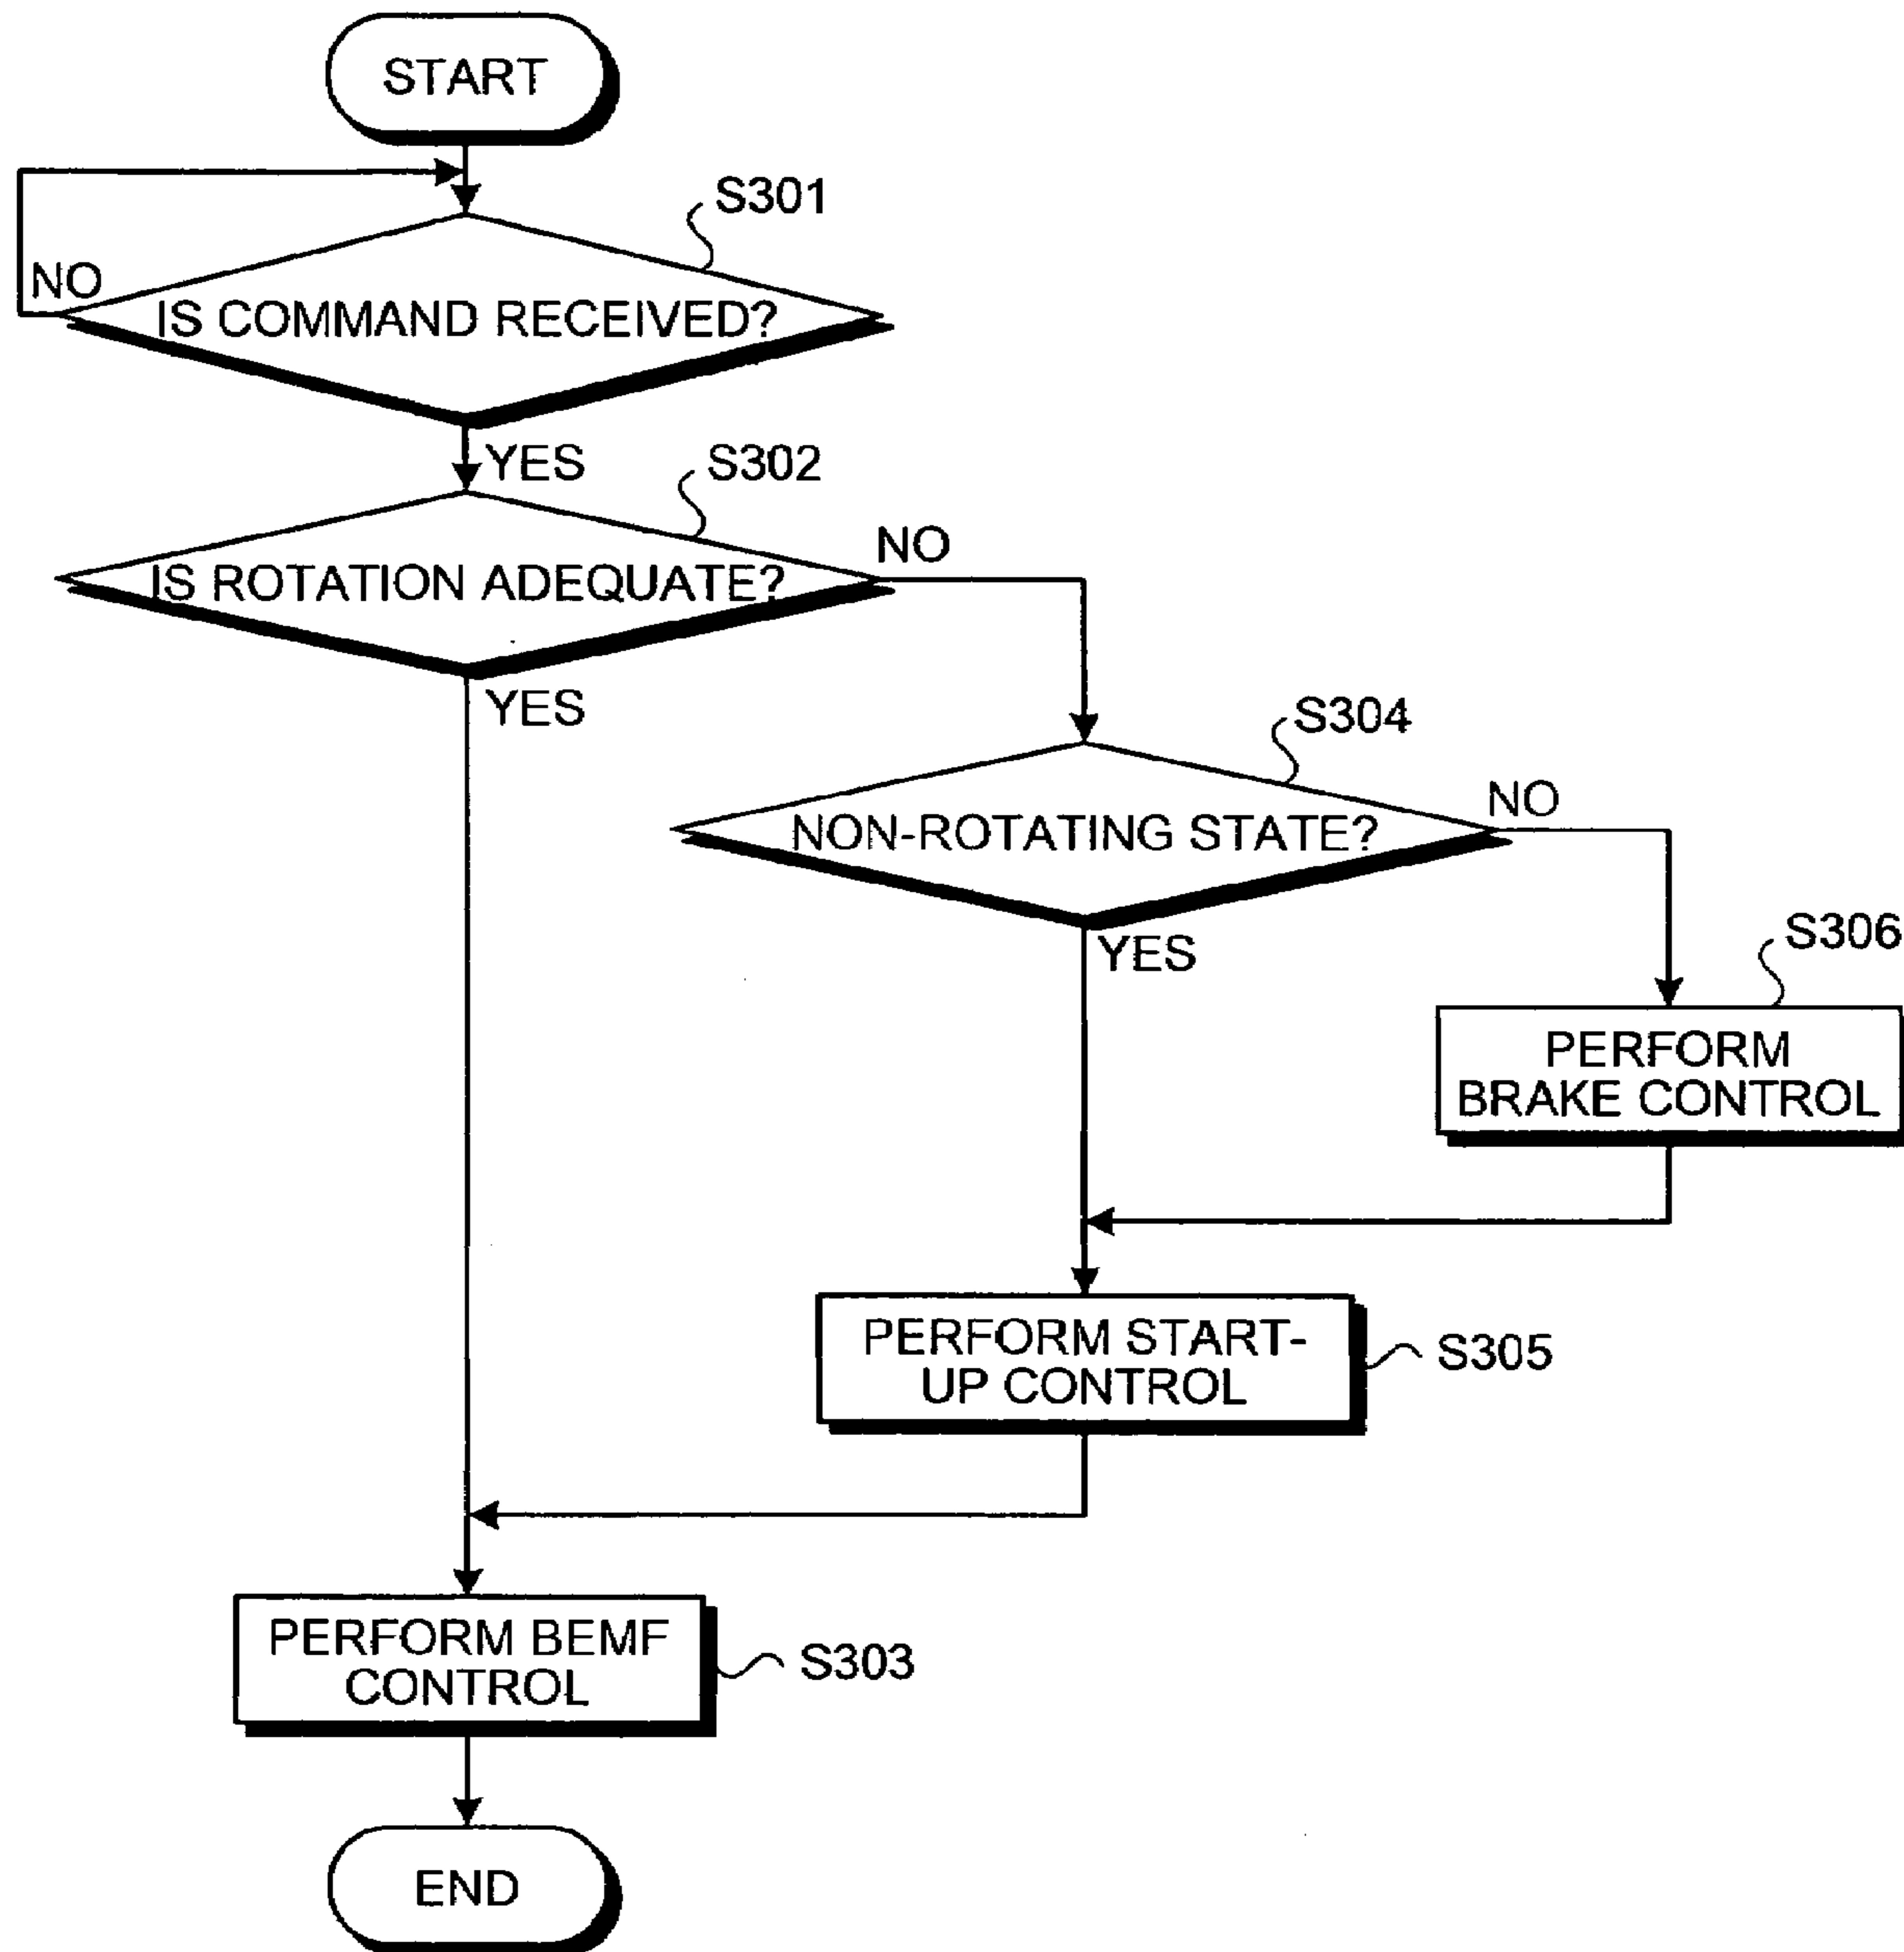 START
S301
NO
IS COMMAND RECEIVED?
YES
S302
NO
IS ROTATION ADEQUATE?
YES
S304
NO
NON-ROTATING STATE?
YES
S306
PERFORM
BRAKE CONTROL
PERFORM START-
UP CONTROL
S305
PERFORM BEMF
CONTROL
S303
END